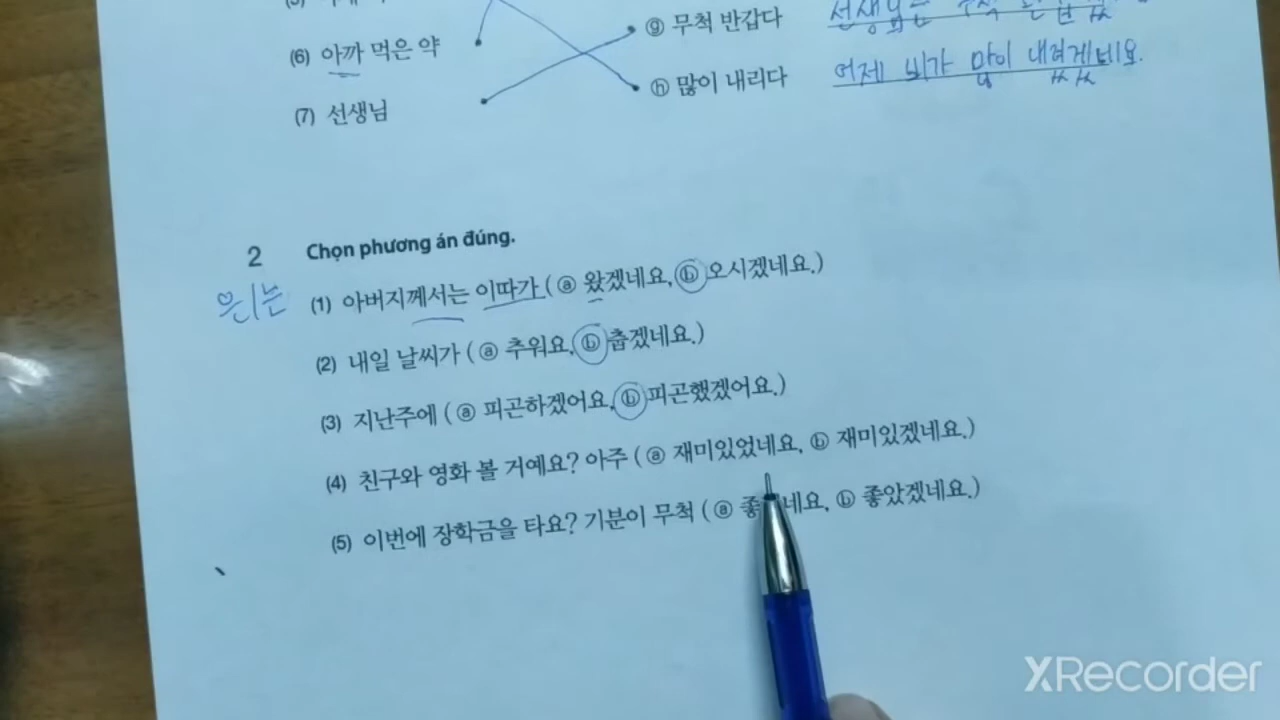 ⓖ 무척 반갑다
(6) 아까 먹은 약
ⓗ 많이 내리다 어제 비가 많이 내렸겠네요.
(7) 선생님
2 Chọn phương án đúng.
은/는 (1) 아버지께서는 이따가 ( ⓐ 왔겠네요, ⓑ 오시겠네요.)
(2) 내일 날씨가 ( ⓐ 추워요, ⓑ 춥겠네요.)
(3) 지난주에 ( ⓐ 피곤하겠어요, ⓑ 피곤했겠어요.)
(4) 친구와 영화 볼 거예요? 아주 ( ⓐ 재미있었네요, ⓑ 재미있겠네요.)
(5) 이번에 장학금을 타요? 기분이 무척 ( ⓐ ⓑ 좋았겠네요.)
XRecorder